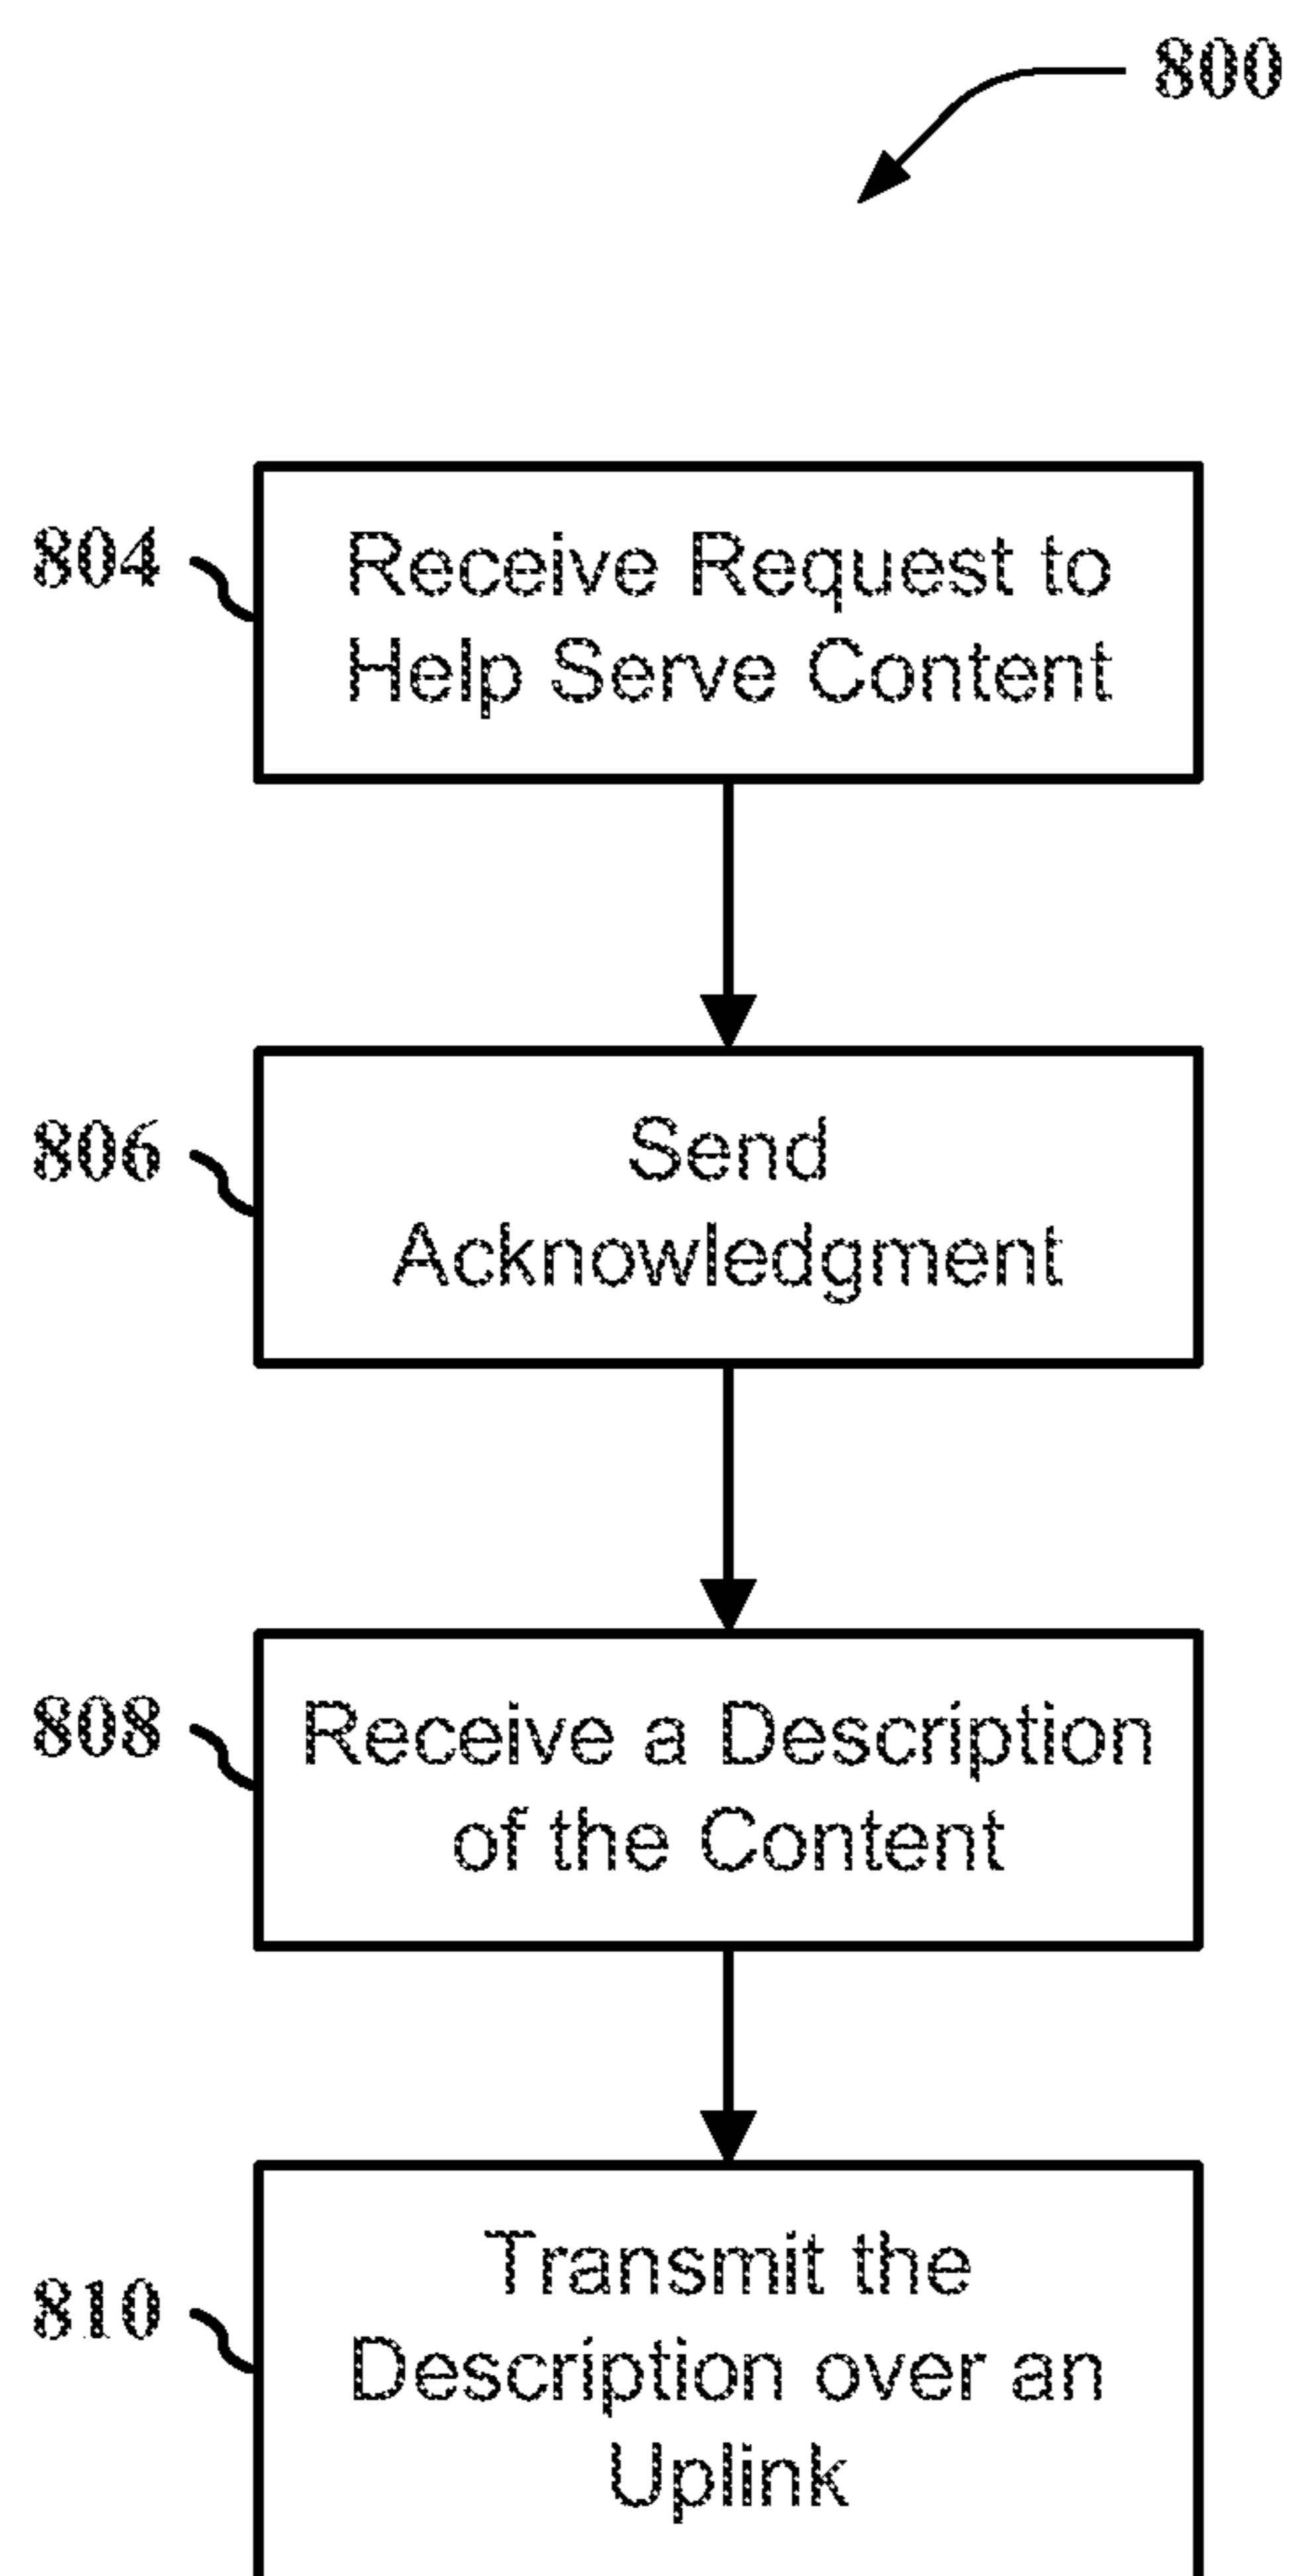 800
804
Receive Request to
Help Serve Content
806
Send
Acknowledgment
808
Receive a Description
of the Content
810
Transmit the
Description over an
Uplink